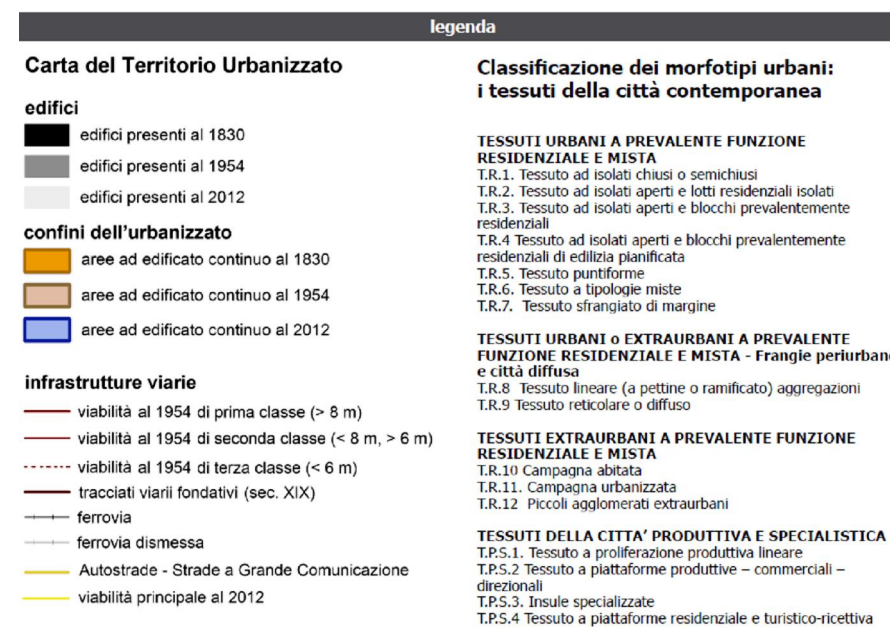 legenda
Carta del Territorio Urbanizzato
edifici
edifici presenti al 1830
edifici presenti al 1954
edifici presenti al 2012
confini dell'urbanizzato
aree ad edificato continuo al 1830
aree ad edificato continuo al 1954
aree ad edificato continuo al 2012
infrastrutture viarie
viabilità al 1954 di prima classe (> 8 m)
viabilità al 1954 di seconda classe (< 8 m, > 6 m)
viabilità al 1954 di terza classe (< 6 m)
tracciati viarii fondativi (sec. XIX)
ferrovia
ferrovia dismessa
Autostrade - Strade a Grande Comunicazione
viabilità principale al 2012
Classificazione dei morfotipi urbani:
i tessuti della città contemporanea
TESSUTI URBANI A PREVALENTE FUNZIONE
RESIDENZIALE E MISTA
T.R.1. Tessuto ad isolati chiusi o semichiusi
T.R.2. Tessuto ad isolati aperti e lotti residenziali isolati
T.R.3. Tessuto ad isolati aperti e blocchi prevalentemente
residenziali
T.R.4 Tessuto ad isolati aperti e blocchi prevalentemente
residenziali di edilizia pianificata
T.R.5. Tessuto puntiforme
T.R.6. Tessuto a tipologie miste
T.R.7. Tessuto sfrangiato di margine
TESSUTI URBANI o EXTRAURBANI A PREVALENTE
FUNZIONE RESIDENZIALE E MISTA - Frangie periurbane
e città diffusa
T.R.8 Tessuto lineare (a pettine o ramificato) aggregazioni
T.R.9 Tessuto reticolare o diffuso
TESSUTI EXTRAURBANI A PREVALENTE FUNZIONE
RESIDENZIALE E MISTA
T.R.10 Campagna abitata
T.R.11. Campagna urbanizzata
T.R.12 Piccoli agglomerati extraurbani
TESSUTI DELLA CITTA' PRODUTTIVA E SPECIALISTICA
T.P.S.1. Tessuto a proliferazione produttiva lineare
T.P.S.2 Tessuto a piattaforme produttive – commerciali –
direzionali
T.P.S.3. Insule specializzate
T.P.S.4 Tessuto a piattaforme residenziale e turistico-ricettiva